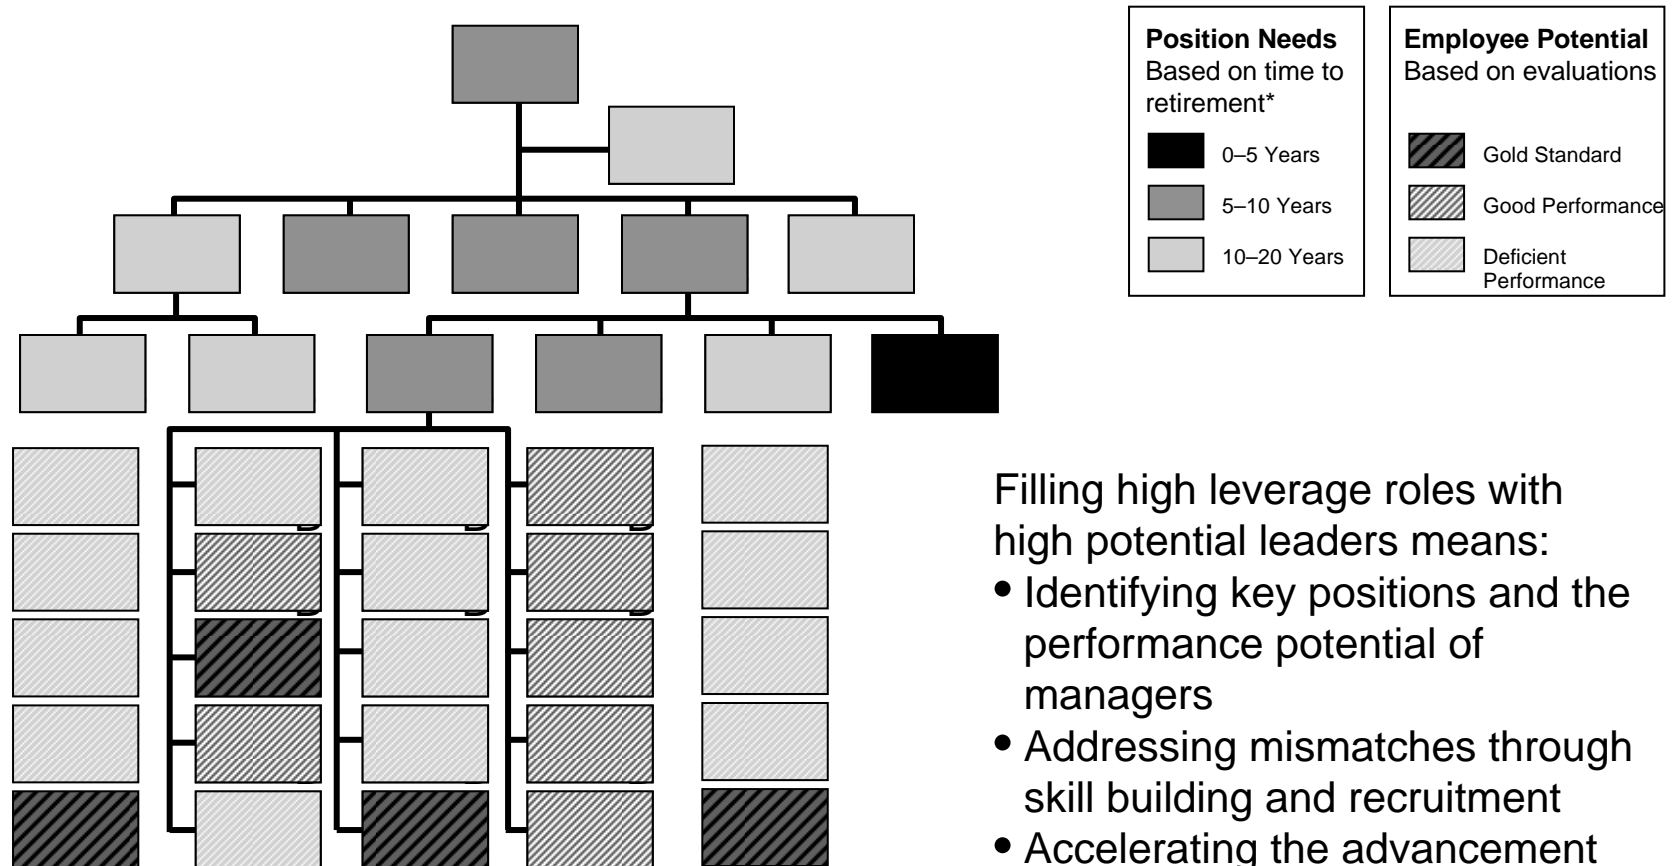 Position Needs
Based on time to
retirement*
0–5 Years
5–10 Years
10–20 Years
Employee Potential
Based on evaluations
Gold Standard
Good Performance
Deficient
Performance
Filling high leverage roles with
high potential leaders means:
• Identifying key positions and the
performance potential of
managers
• Addressing mismatches through
skill building and recruitment
• Accelerating the advancement